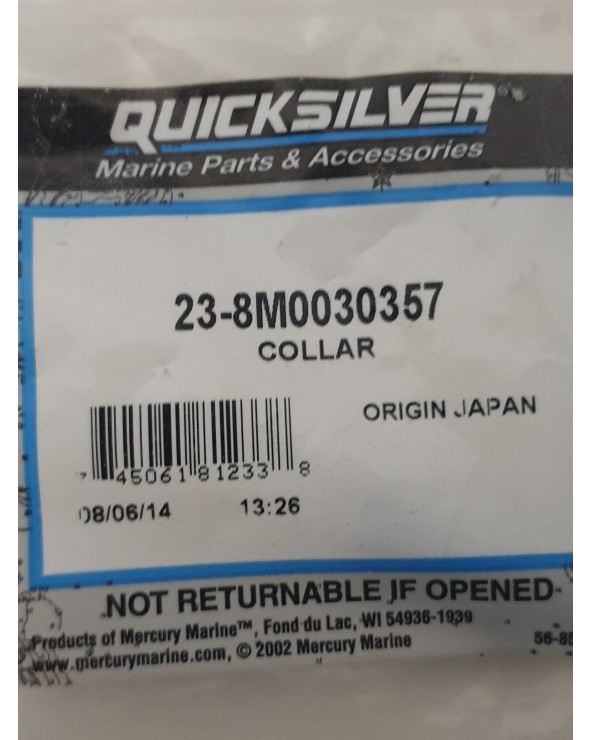 QUICKSILVER
Marine Parts & Accessories
23-8M0030357
COLLAR
ORIGIN JAPAN
7 45061 81233 8
08/06/14 13:26
NOT RETURNABLE IF OPENED
Products of Mercury Marine™, Fond du Lac, WI 54936-1939
www.mercurymarine.com, © 2002 Mercury Marine